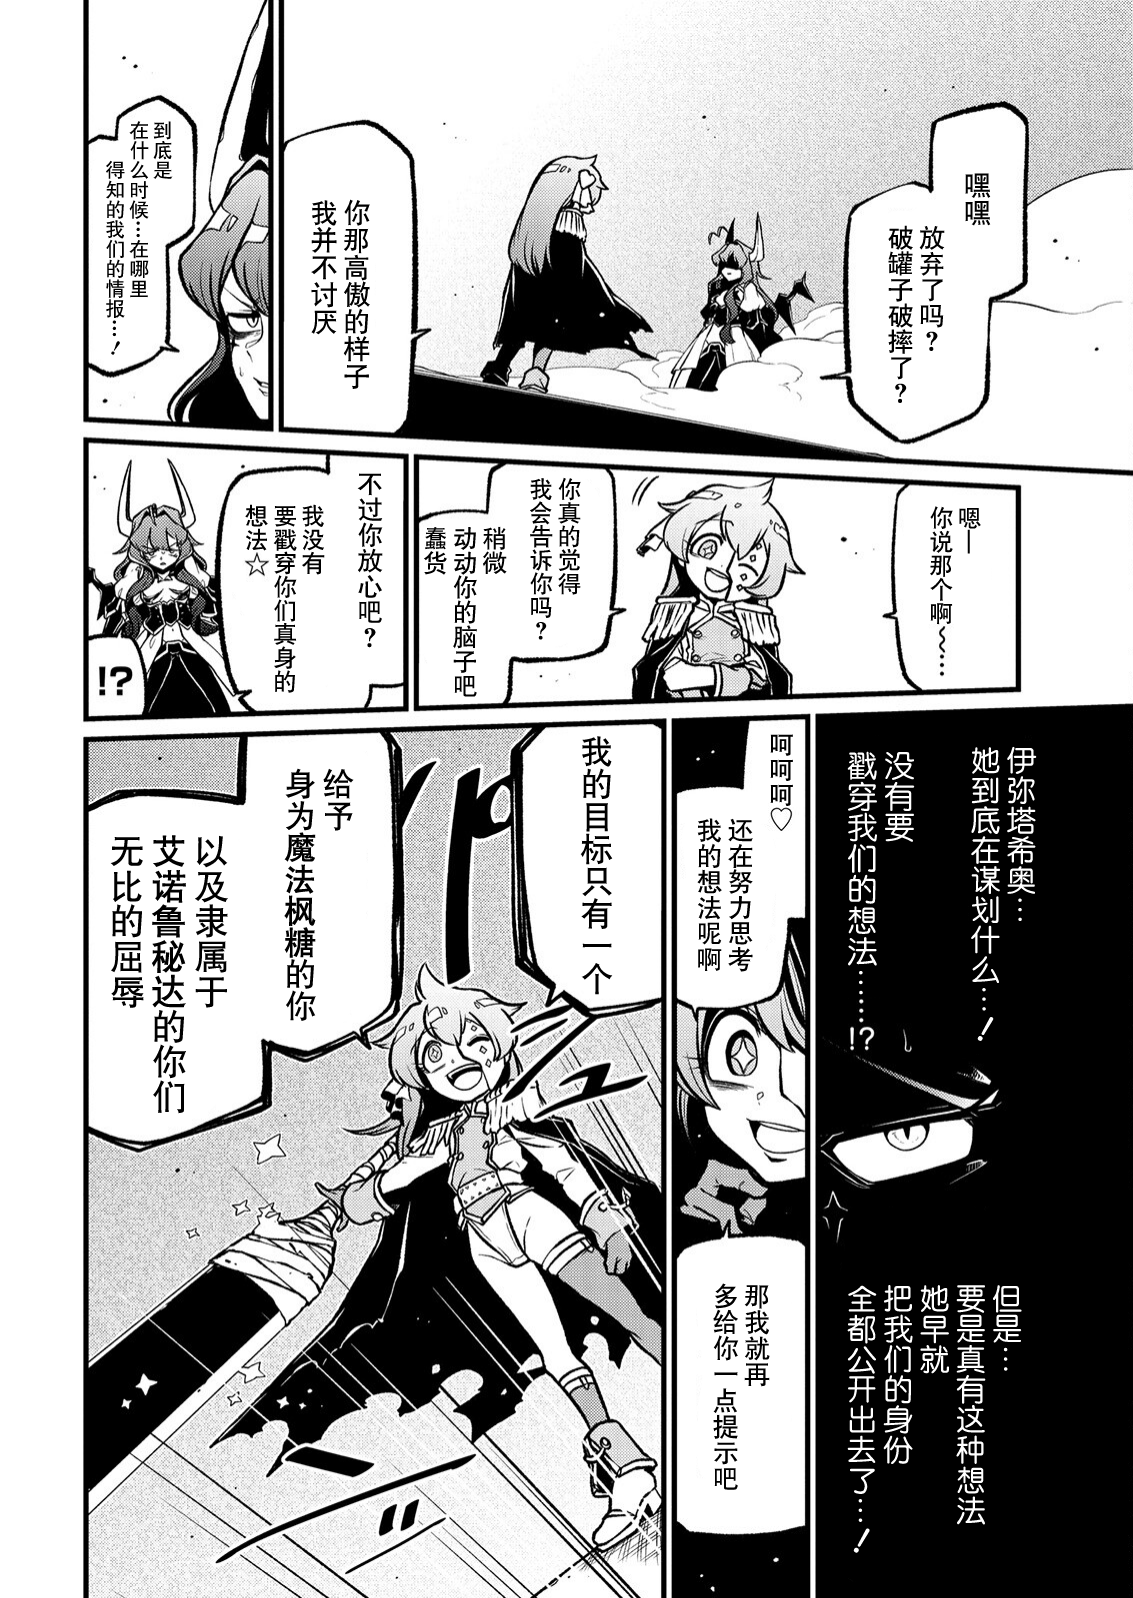 嘿嘿
放弃了吗？
破罐子破摔了？
你那高傲的样子
我并不讨厌
到底是
在什么时候…在哪里
得知的我们的情报…！
嗯—
你说那个啊～…
你真的觉得
我会告诉你吗？
稍微
动动你的脑子吧
蠢货
不过你放心吧？
我没有
要戳穿你们真身的
想法☆
!?
伊弥塔希奥…
她到底在谋划什么…！
没有要
戳穿我们的想法……!?
但是…
要是真有这种想法
她早就
把我们的身份
全都公开出去了…！
呵呵呵♡
还在努力思考
我的想法呢啊
那我就再
多给你一点提示吧
我的目标只有一个
给予
身为魔法枫糖的你
以及隶属于
艾诺鲁秘达的你们
无比的屈辱